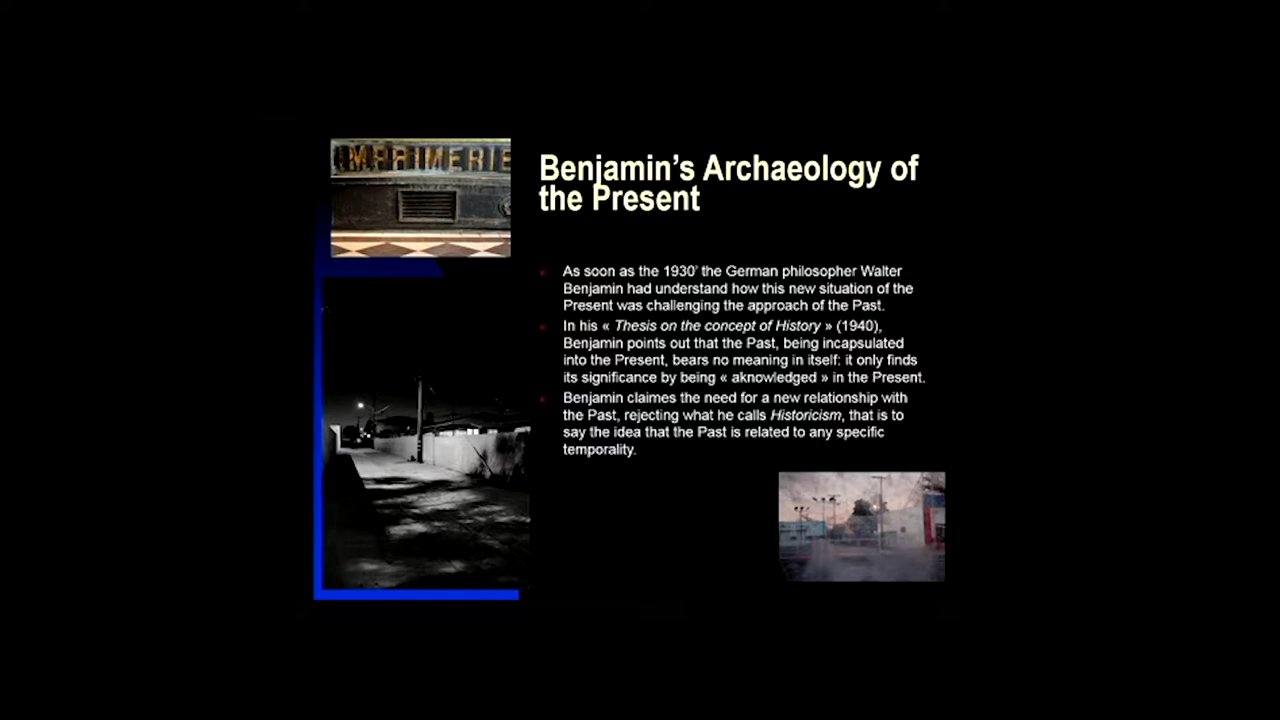 IMPRIMERIE
Benjamin's Archaeology of
the Present
As soon as the 1930' the German philosopher Walter
Benjamin had understand how this new situation of the
Present was challenging the approach of the Past.
In his « Thesis on the concept of History » (1940),
Benjamin points out that the Past, being incapsulated
into the Present, bears no meaning in itself: it only finds
its significance by being « aknowledged » in the Present.
Benjamin claimes the need for a new relationship with
the Past, rejecting what he calls Historicism, that is to
say the idea that the Past is related to any specific
temporality.